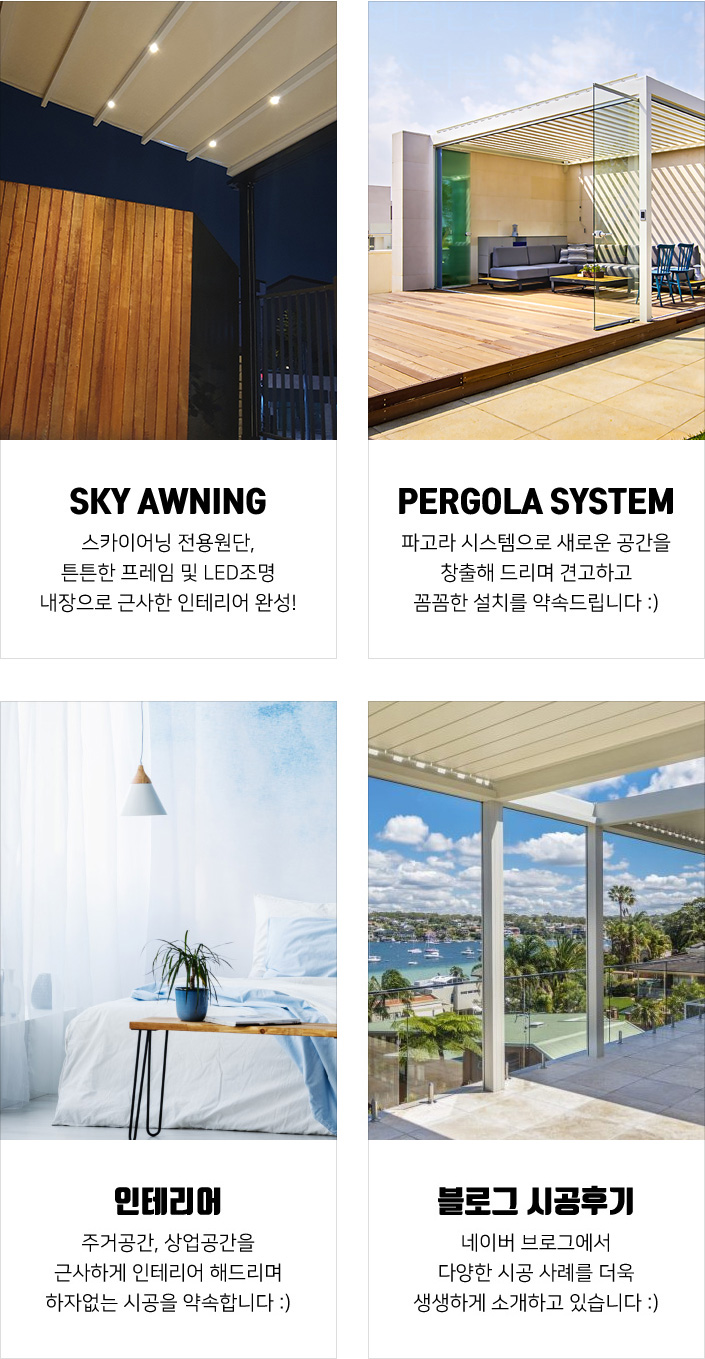 SKY AWNING
스카이어닝 전용원단,
튼튼한 프레임 및 LED조명
내장으로 근사한 인테리어 완성!
PERGOLA SYSTEM
파고라 시스템으로 새로운 공간을
창출해 드리며 견고하고
꼼꼼한 설치를 약속드립니다 :)
인테리어
주거공간, 상업공간을
근사하게 인테리어 해드리며
하자없는 시공을 약속합니다 :)
블로그 시공후기
네이버 브로그에서
다양한 시공 사례를 더욱
생생하게 소개하고 있습니다 :)